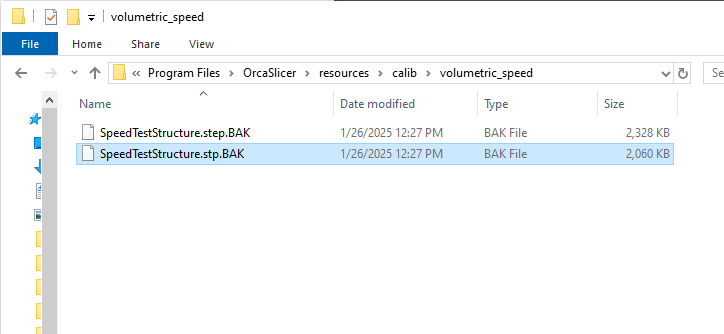 volumetric_speed
File Home Share View
« Program Files > OrcaSlicer > resources > calib > volumetric_speed
Se
Name Date modified Type Size
SpeedTestStructure.step.BAK 1/26/2025 12:27 PM BAK File 2,328 KB
SpeedTestStructure.stp.BAK 1/26/2025 12:27 PM BAK File 2,060 KB